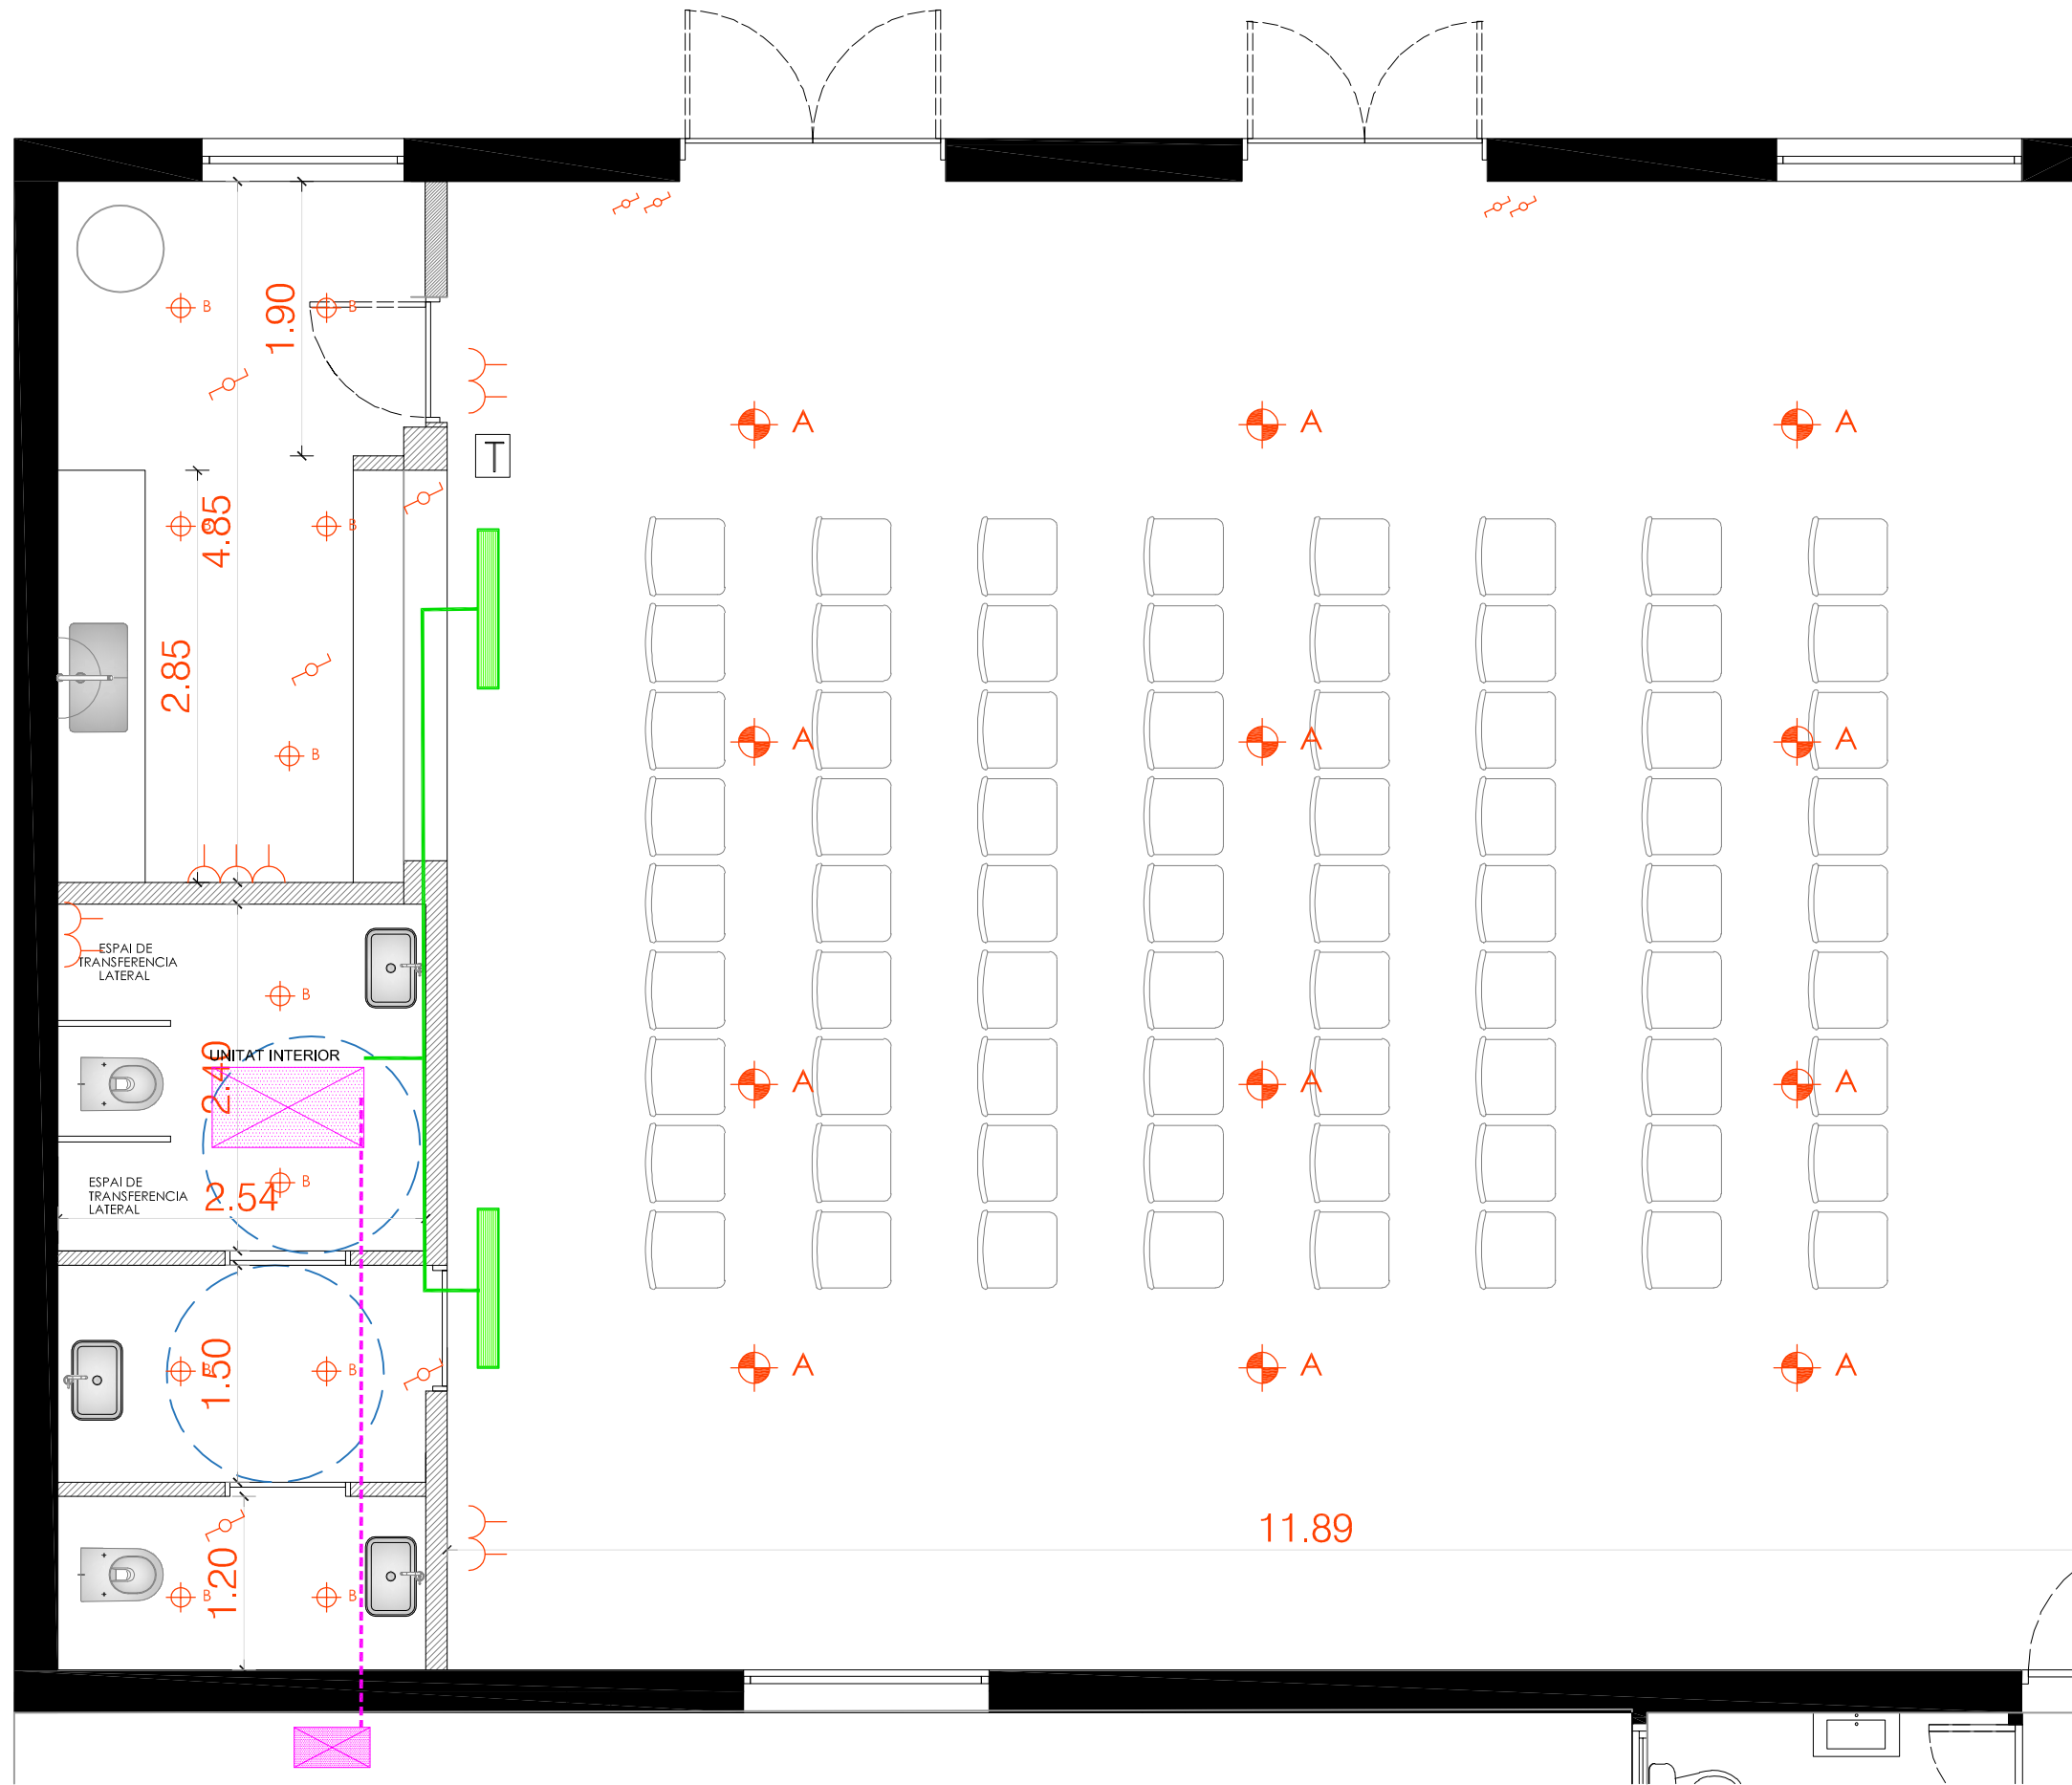 B
B
1.90
T
A
A
A
B
B
4.85
2.85
B
A
A
A
ESPAI DE
TRANSFERENCIA
LATERAL
B
UNITAT INTERIOR
2.40
A
A
A
ESPAI DE
TRANSFERENCIA
LATERAL
B
2.54
B
B
1.50
A
A
A
11.89
B
B
1.20